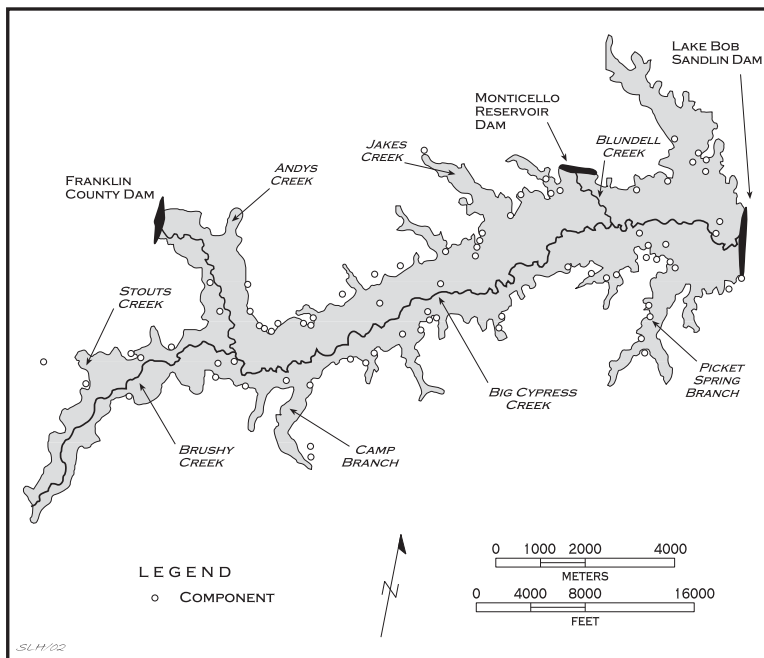 LAKE BOB
SANDLIN DAM
MONTICELLO
RESERVOIR
DAM
BLUNDELL
CREEK
JAKES
CREEK
ANDYS
CREEK
FRANKLIN
COUNTY DAM
STOUTS
CREEK
PICKET
SPRING
BRANCH
BIG CYPRESS
CREEK
CAMP
BRANCH
BRUSHY
CREEK
LEGEND
COMPONENT
N
0 1000 2000 4000
METERS
0 4000 8000 16000
FEET
SLH/02